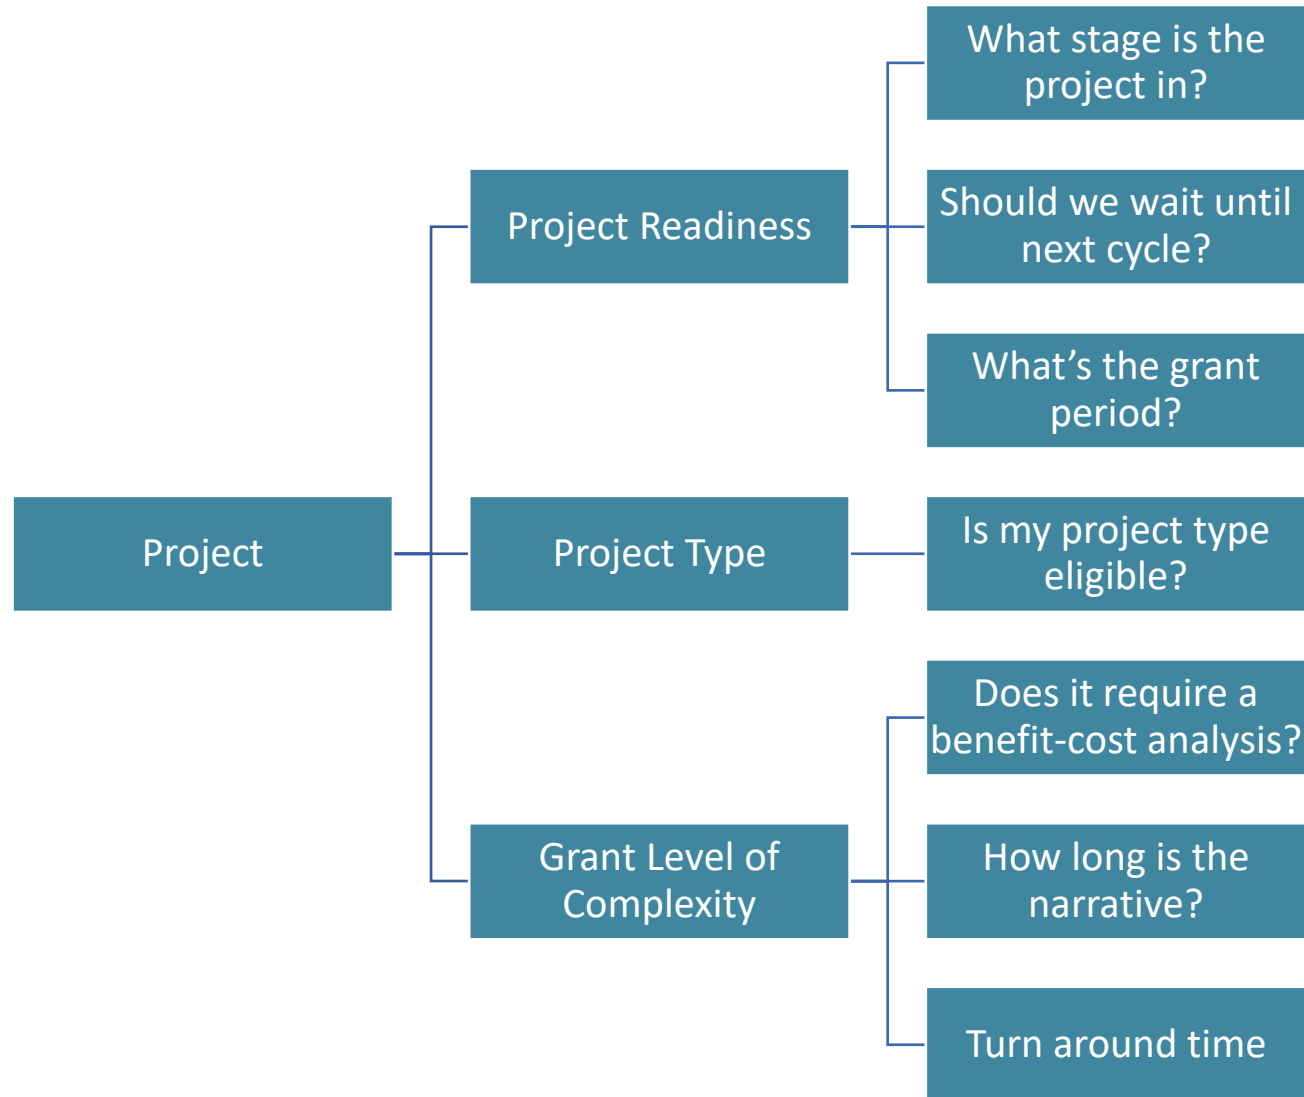 What stage is the
project in?
Project Readiness
Should we wait until
next cycle?
What’s the grant
period?
Project
Project Type
Is my project type
eligible?
Does it require a
benefit-cost analysis?
Grant Level of
Complexity
How long is the
narrative?
Turn around time